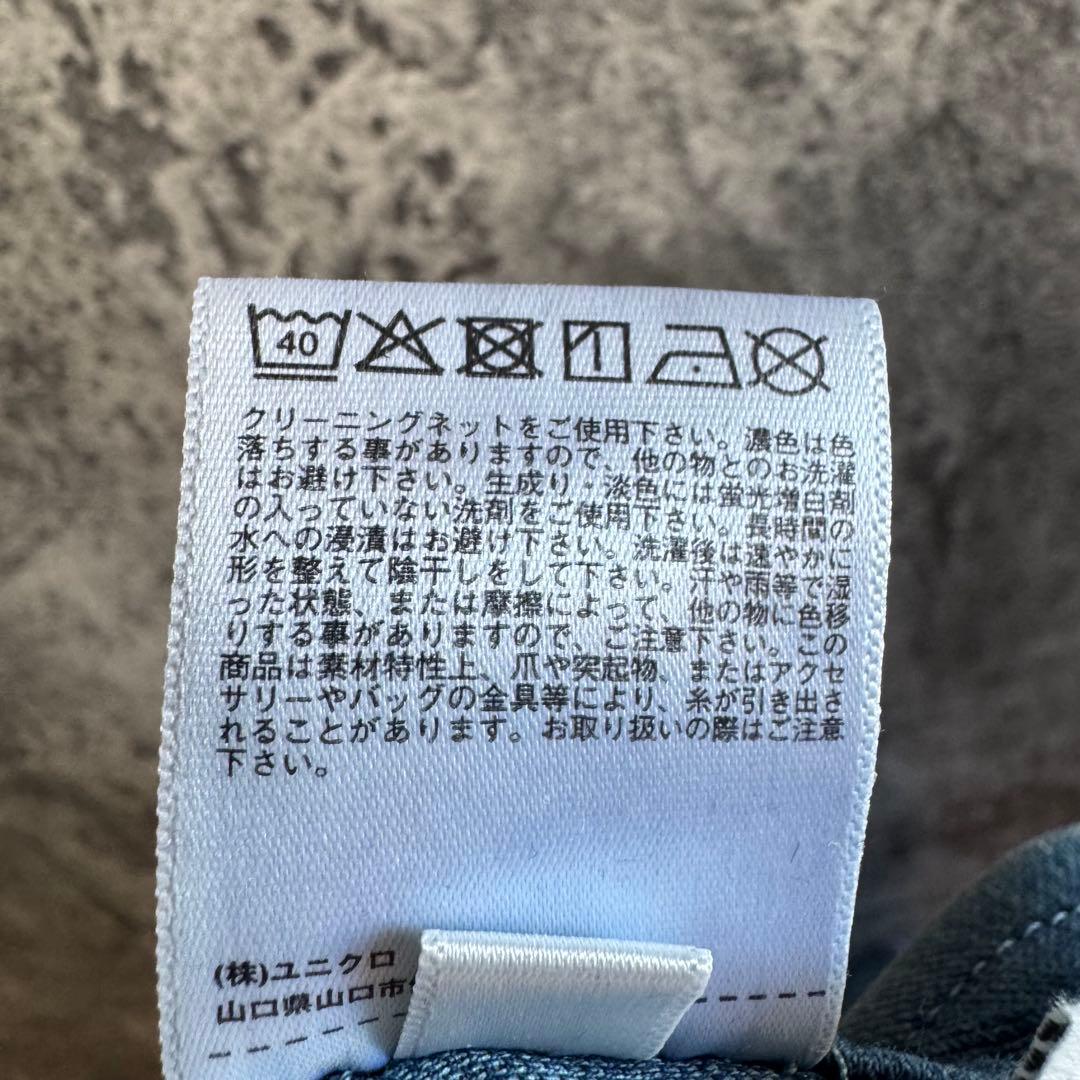 40
クリーニングネットをご使用下さい。濃色は色
落ちする事がありますので、他の物とのお洗濯
はお避け下さい。生成り・淡色には蛍光増白剤
の入っていない洗剤をご使用下さい。長時間の
水への浸漬はお避け下さい。洗濯後は速やかに
形を整えて陰干しをして下さい。汗や雨等で湿
った状態、または摩擦によって、他の物に色移
りする事がありますので、ご注意下さい。この
商品は素材特性上、爪や突起物、またはアクセ
サリーやバッグの金具等により、糸が引き出さ
れることがあります。お取り扱いの際はご注意
下さい。
(株)ユニクロ
山口県山口市